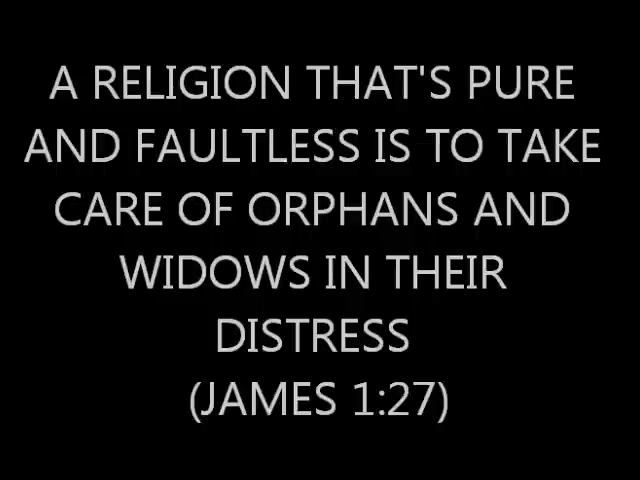 A RELIGION THAT'S PURE
AND FAULTLESS IS TO TAKE
CARE OF ORPHANS AND
WIDOWS IN THEIR
DISTRESS
(JAMES 1:27)